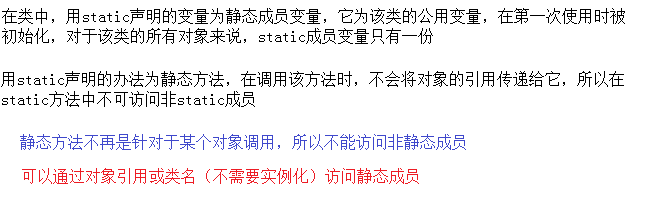 在类中，用static声明的变量为静态成员变量，它为该类的公用变量，在第一次使用时被
初始化，对于该类的所有对象来说，static成员变量只有一份
用static声明的办法为静态方法，在调用该方法时，不会将对象的引用传递给它，所以在
static方法中不可访问非static成员
静态方法不再是针对于某个对象调用，所以不能访问非静态成员
可以通过对象引用或类名（不需要实例化）访问静态成员